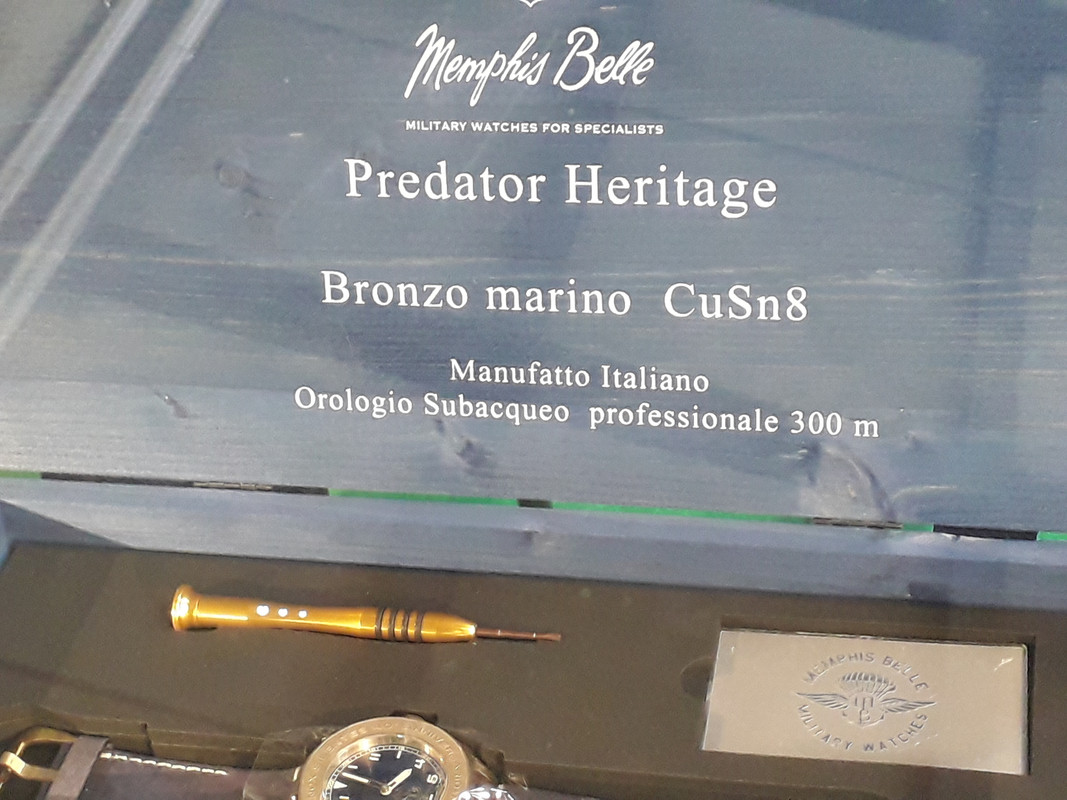 Memphis Belle
MILITARY WATCHES FOR SPECIALISTS
Predator Heritage
Bronzo marino CuSn8
Manufatto Italiano
Orologio Subacqueo professionale 300 m
MEMPHIS BELLE
MILITARY WATCHES